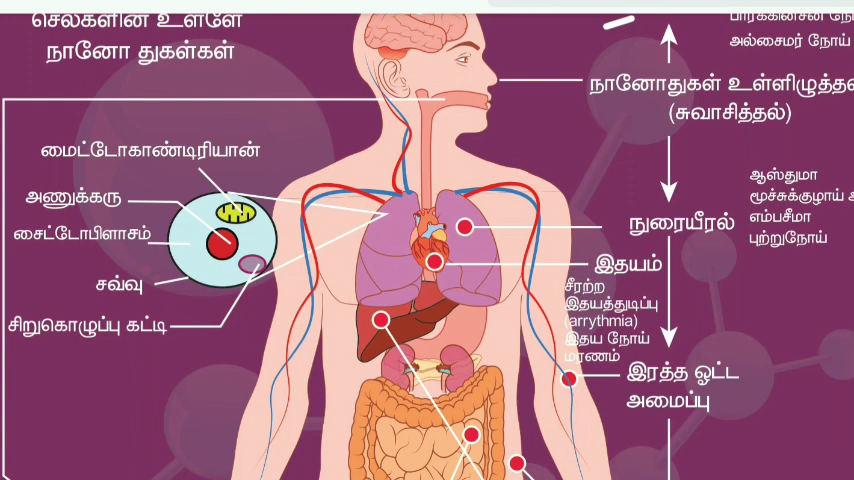 செல்களின் உள்ளே
நானோ துகள்கள்
மைட்டோகாண்டிரியான்
அணுக்கரு
சைட்டோபிளாசம்
சவ்வு
சிறுகொழுப்பு கட்டி
அல்சைமர் நோய்
நானோதுகள்
(சுவாசித்தல்)
ஆஸ்துமா
மூச்சுக்குழாய்
எம்பசீமா
புற்றுநோய்
நுரையீரல்
இதயம்
சீரற்ற
இதயத்துடிப்பு
(arrythmia)
இதய நோய்
மரணம்
இரத்த ஓட்ட
அமைப்பு